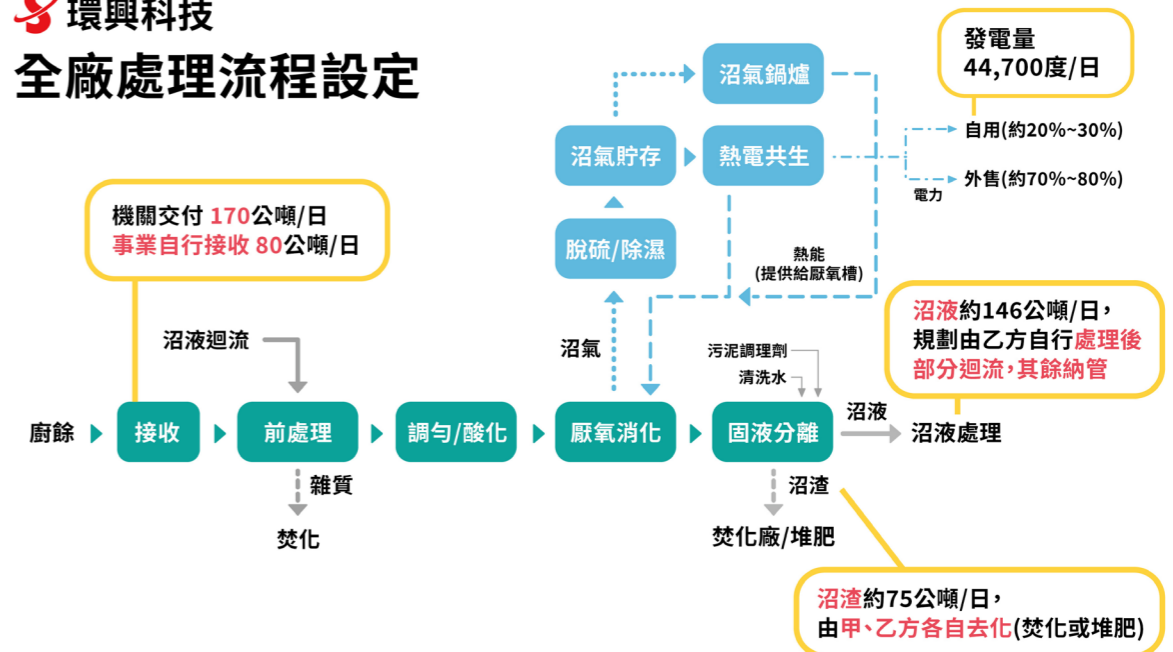 環興科技
全廠處理流程設定
發電量
44,700度/日
沼氣鍋爐
沼氣貯存
熱電共生
自用(約20%~30%)
外售(約70%~80%)
電力
機關交付 170公噸/日
事業自行接收 80公噸/日
脫硫/除濕
熱能
(提供給厭氧槽)
沼液約146公噸/日，
規劃由乙方自行處理後
部分迴流，其餘納管
沼液迴流
沼氣
污泥調理劑
清洗水
廚餘
接收
前處理
調勻/酸化
厭氧消化
固液分離
沼液
沼液處理
雜質
焚化
沼渣
焚化廠/堆肥
沼渣約75公噸/日，
由甲、乙方各自去化(焚化或堆肥)